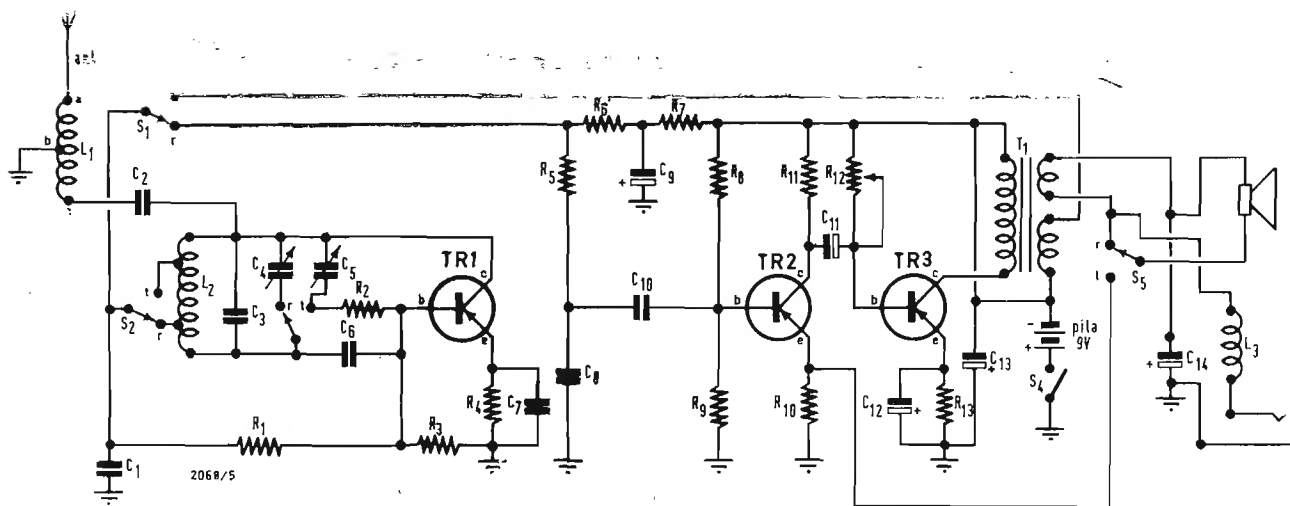 ant
a
b
L1
S1
r
C2
t
S2
r
L2
C3
C4
C5
r
t
R2
C6
TR1
b
c
e
R4
C7
R1
R3
C1
2068/5
R5
R6
R7
C9
C8
C10
R8
R9
R11
R12
C11
TR2
b
c
e
R10
TR3
b
c
e
C12
+
R13
C13
+
T1
- pila
+ 9V
S4
r
t
S5
C14
+
L3